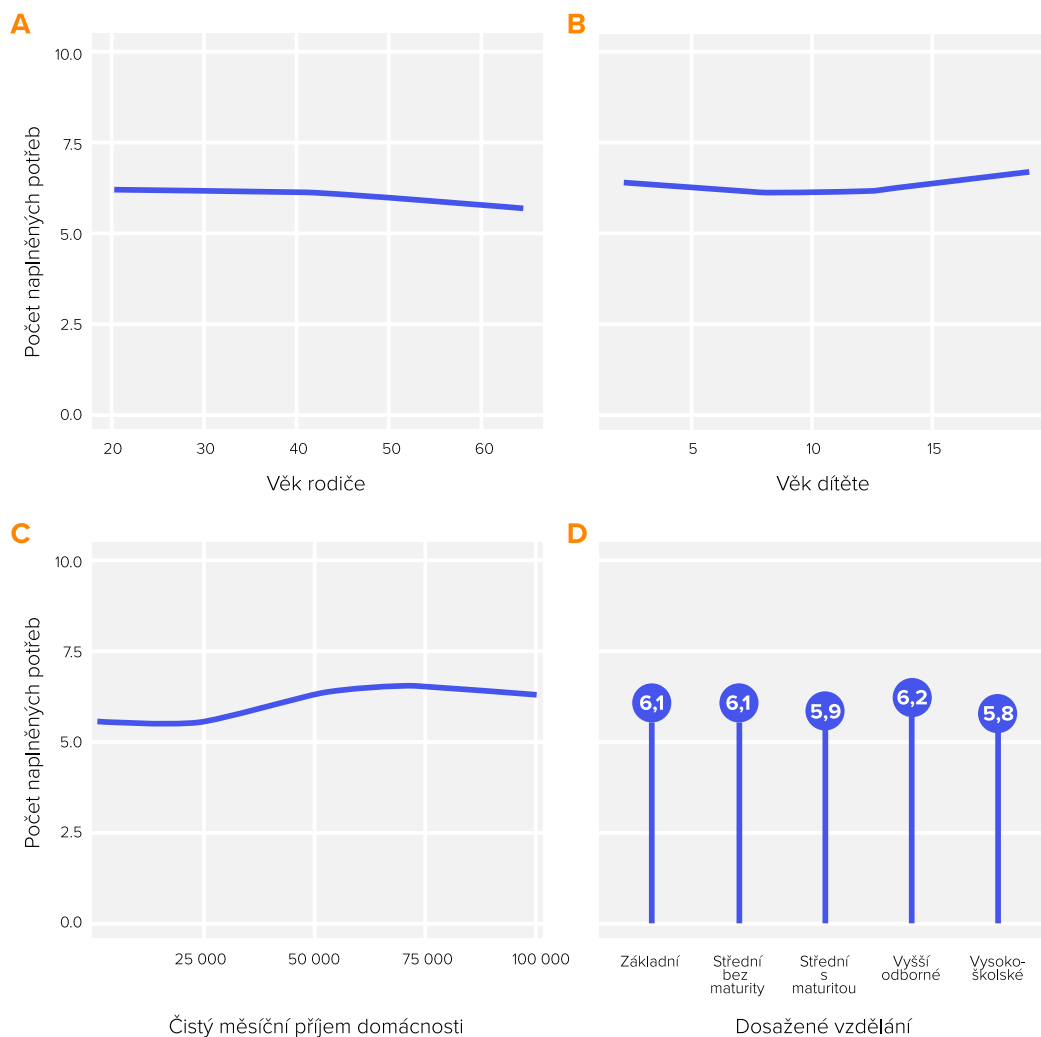 A
Počet naplněných potřeb
10.0
7.5
5.0
2.5
0.0
20 30 40 50 60
Věk rodiče
B
5 10 15
Věk dítěte
C
Počet naplněných potřeb
10.0
7.5
5.0
2.5
0.0
25 000 50 000 75 000 100 000
Čistý měsíční příjem domácnosti
D
6,1 6,1 5,9 6,2 5,8
Základní Střední Střední Vyšší Vysoko-
bez s odborné školské
maturity maturitou
Dosažené vzdělání